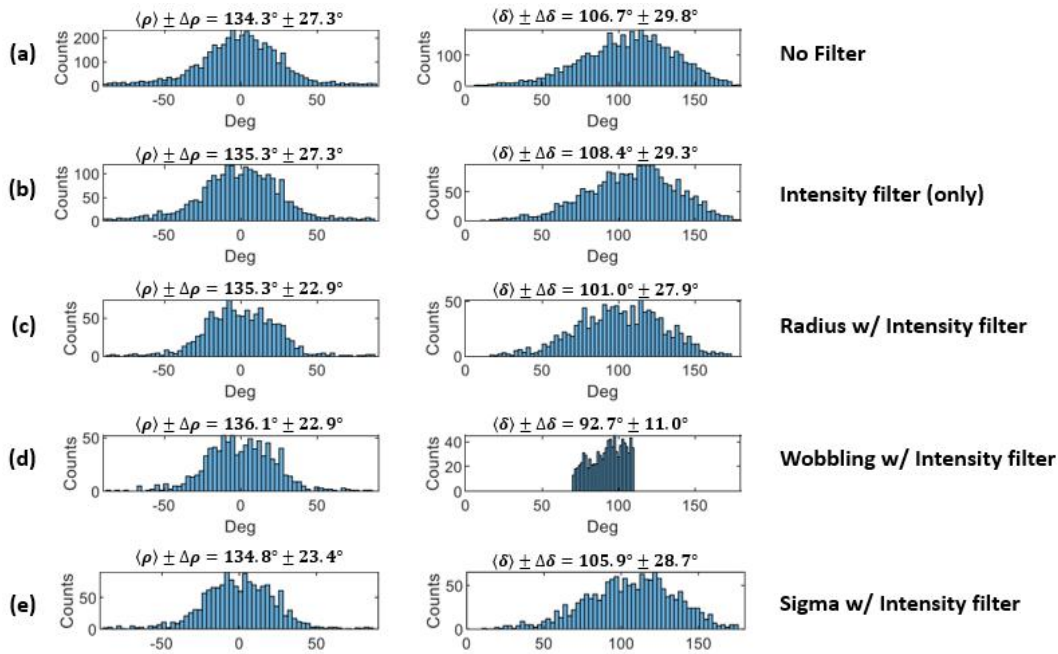 (a)
⟨ρ⟩ ± Δρ = 134.3° ± 27.3°
Counts
200
100
0
-50 0 50
Deg
⟨δ⟩ ± Δδ = 106.7° ± 29.8°
Counts
100
0
0 50 100 150
Deg
No Filter
(b)
⟨ρ⟩ ± Δρ = 135.3° ± 27.3°
Counts
100
50
0
-50 0 50
Deg
⟨δ⟩ ± Δδ = 108.4° ± 29.3°
Counts
50
0
0 50 100 150
Deg
Intensity filter (only)
(c)
⟨ρ⟩ ± Δρ = 135.3° ± 22.9°
Counts
50
0
-50 0 50
Deg
⟨δ⟩ ± Δδ = 101.0° ± 27.9°
Counts
50
0
0 50 100 150
Deg
Radius w/ Intensity filter
(d)
⟨ρ⟩ ± Δρ = 136.1° ± 22.9°
Counts
50
0
-50 0 50
Deg
⟨δ⟩ ± Δδ = 92.7° ± 11.0°
Counts
40
20
0
0 50 100 150
Deg
Wobbling w/ Intensity filter
(e)
⟨ρ⟩ ± Δρ = 134.8° ± 23.4°
Counts
50
0
-50 0 50
Deg
⟨δ⟩ ± Δδ = 105.9° ± 28.7°
Counts
50
0
0 50 100 150
Deg
Sigma w/ Intensity filter